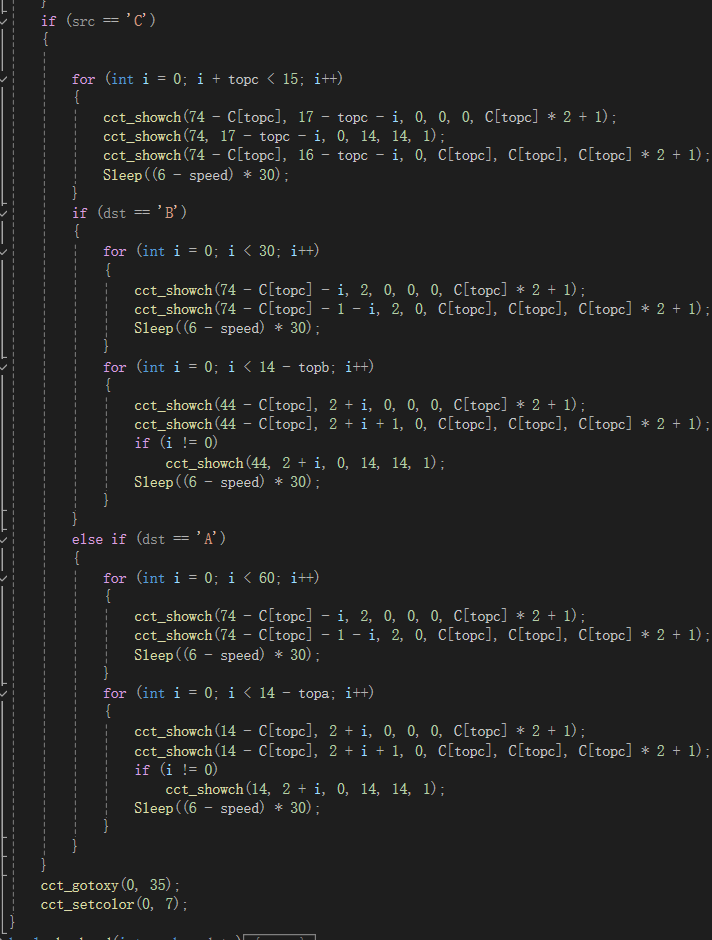 }
if (src == 'C')
{
for (int i = 0; i + topc < 15; i++)
{
cct_showch(74 - C[topc], 17 - topc - i, 0, 0, 0, C[topc] * 2 + 1);
cct_showch(74, 17 - topc - i, 0, 14, 14, 1);
cct_showch(74 - C[topc], 16 - topc - i, 0, C[topc], C[topc], C[topc] * 2 + 1);
Sleep((6 - speed) * 30);
}
if (dst == 'B')
{
for (int i = 0; i < 30; i++)
{
cct_showch(74 - C[topc] - i, 2, 0, 0, 0, C[topc] * 2 + 1);
cct_showch(74 - C[topc] - 1 - i, 2, 0, C[topc], C[topc], C[topc] * 2 + 1);
Sleep((6 - speed) * 30);
}
for (int i = 0; i < 14 - topb; i++)
{
cct_showch(44 - C[topc], 2 + i, 0, 0, 0, C[topc] * 2 + 1);
cct_showch(44 - C[topc], 2 + i + 1, 0, C[topc], C[topc], C[topc] * 2 + 1);
if (i != 0)
cct_showch(44, 2 + i, 0, 14, 14, 1);
Sleep((6 - speed) * 30);
}
}
else if (dst == 'A')
{
for (int i = 0; i < 60; i++)
{
cct_showch(74 - C[topc] - i, 2, 0, 0, 0, C[topc] * 2 + 1);
cct_showch(74 - C[topc] - 1 - i, 2, 0, C[topc], C[topc], C[topc] * 2 + 1);
Sleep((6 - speed) * 30);
}
for (int i = 0; i < 14 - topa; i++)
{
cct_showch(14 - C[topc], 2 + i, 0, 0, 0, C[topc] * 2 + 1);
cct_showch(14 - C[topc], 2 + i + 1, 0, C[topc], C[topc], C[topc] * 2 + 1);
if (i != 0)
cct_showch(14, 2 + i, 0, 14, 14, 1);
Sleep((6 - speed) * 30);
}
}
}
cct_gotoxy(0, 35);
cct_setcolor(0, 7);
}